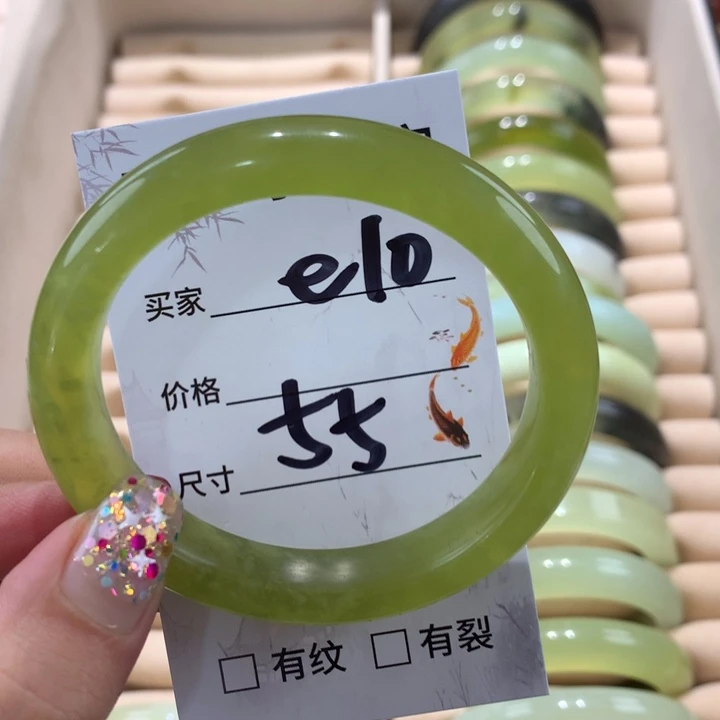 买家 elo
价格
尺寸 55
有纹 有裂